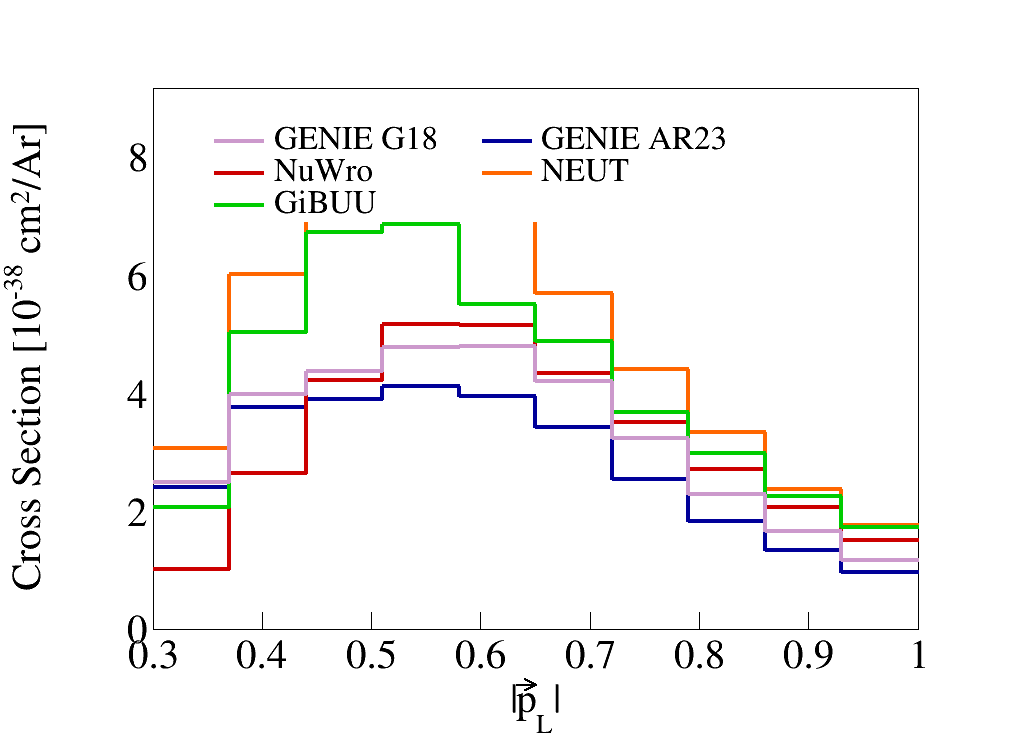 GENIE G18
GENIE AR23
NuWro
NEUT
GiBUU
Cross Section [10⁻³⁸ cm²/Ar]
8
6
4
2
0
0.3 0.4 0.5 0.6 0.7 0.8 0.9 1
|p⃗_L|